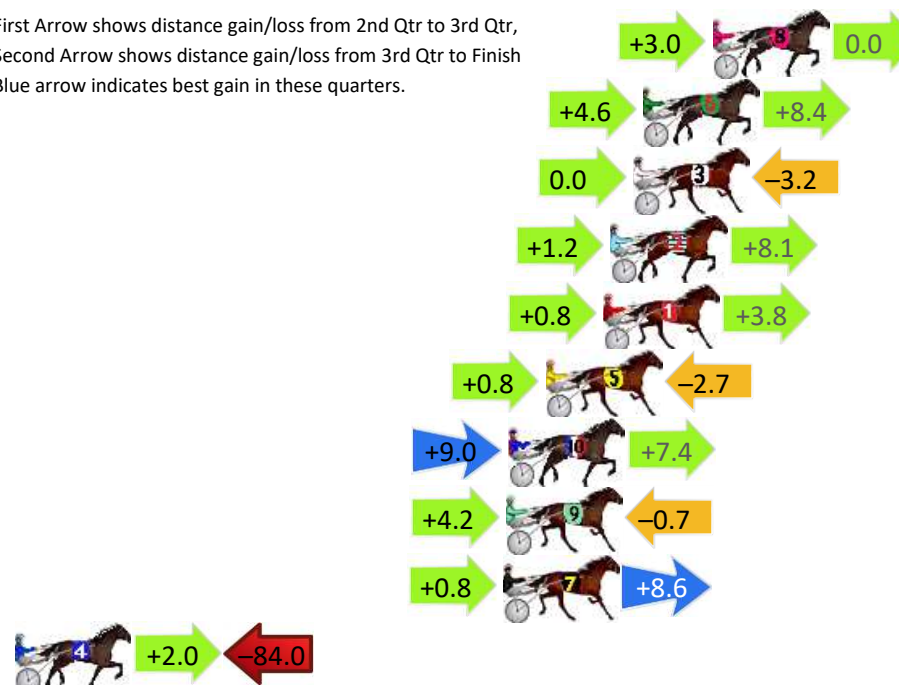 First Arrow shows distance gain/loss from 2nd Qtr to 3rd Qtr,
Second Arrow shows distance gain/loss from 3rd Qtr to Finish
Blue arrow indicates best gain in these quarters.
+3.0 8 0.0
+4.6 +8.4
0.0 3 –3.2
+1.2 +8.1
+0.8 1 +3.8
+0.8 5 –2.7
+9.0 10 +7.4
+4.2 9 –0.7
+0.8 7 +8.6
4 +2.0 –84.0